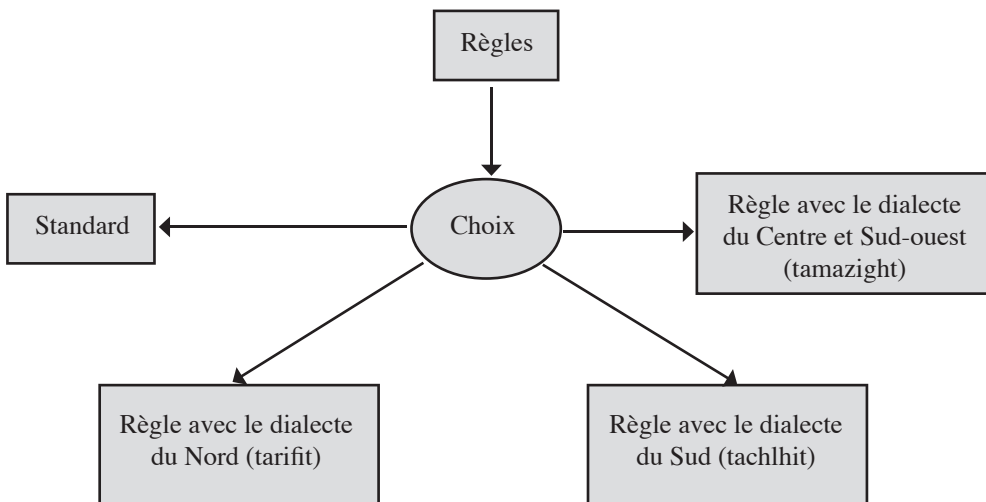 Règles
Choix
Standard
Règle avec le dialecte
du Centre et Sud-ouest
(tamazight)
Règle avec le dialecte
du Nord (tarifit)
Règle avec le dialecte
du Sud (tachlhit)